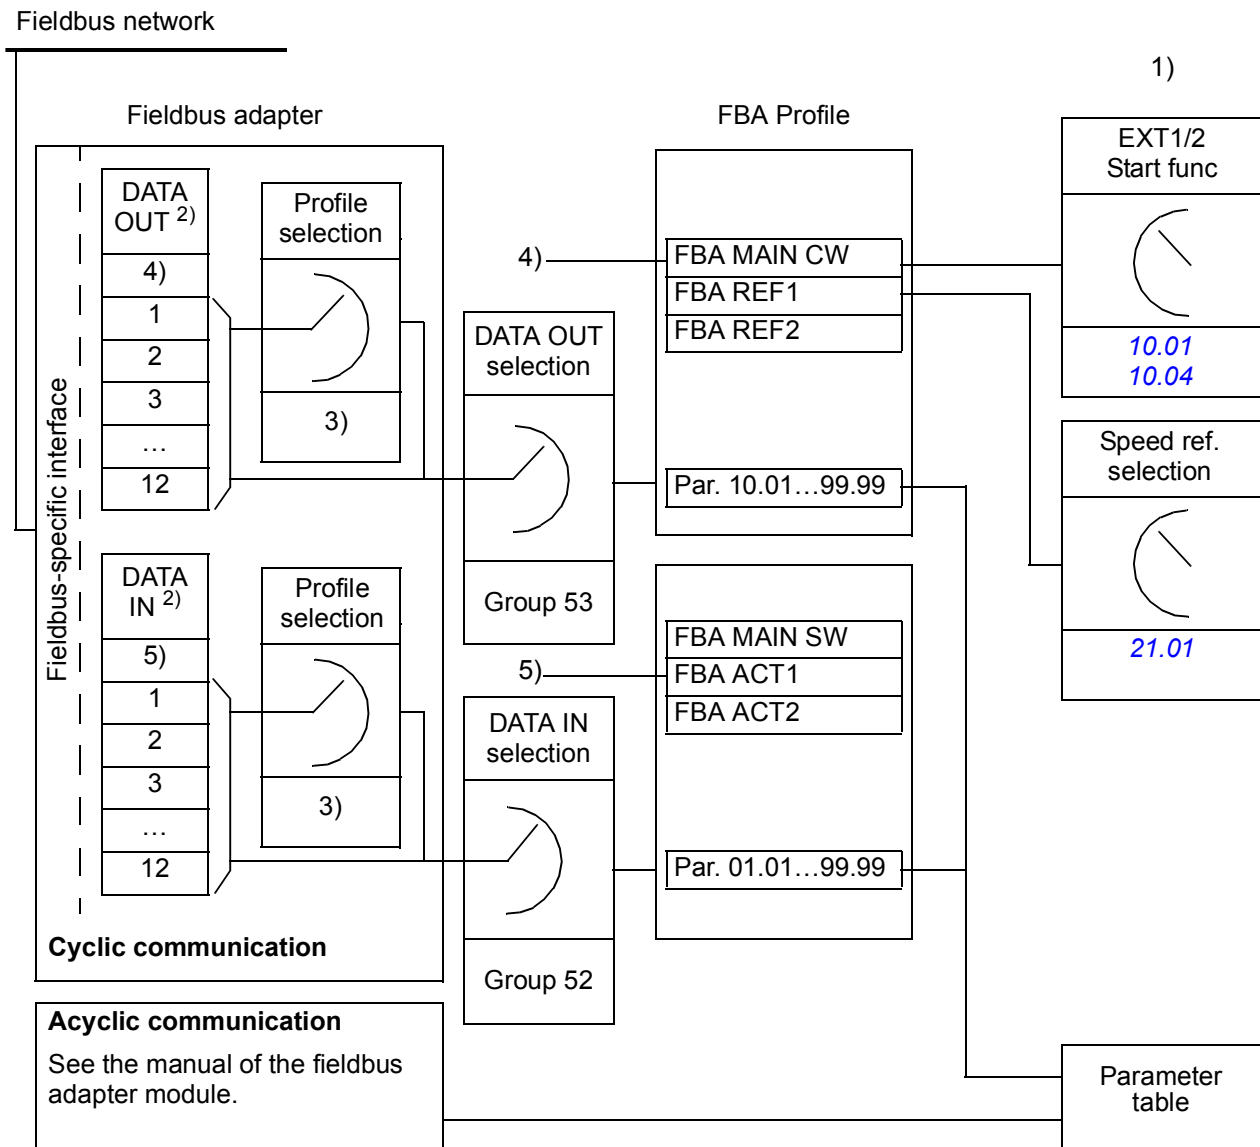 Fieldbus network
1)
Fieldbus adapter
FBA Profile
EXT1/2
Start func
10.01
10.04
Fieldbus-specific interface
DATA
OUT 2)
4)
1
2
3
…
12
Profile
selection
3)
DATA OUT
selection
Group 53
4)
FBA MAIN CW
FBA REF1
FBA REF2
Par. 10.01…99.99
Speed ref.
selection
21.01
DATA
IN 2)
5)
1
2
3
…
12
Profile
selection
3)
5)
DATA IN
selection
Group 52
FBA MAIN SW
FBA ACT1
FBA ACT2
Par. 01.01…99.99
Cyclic communication
Acyclic communication
See the manual of the fieldbus
adapter module.
Parameter
table